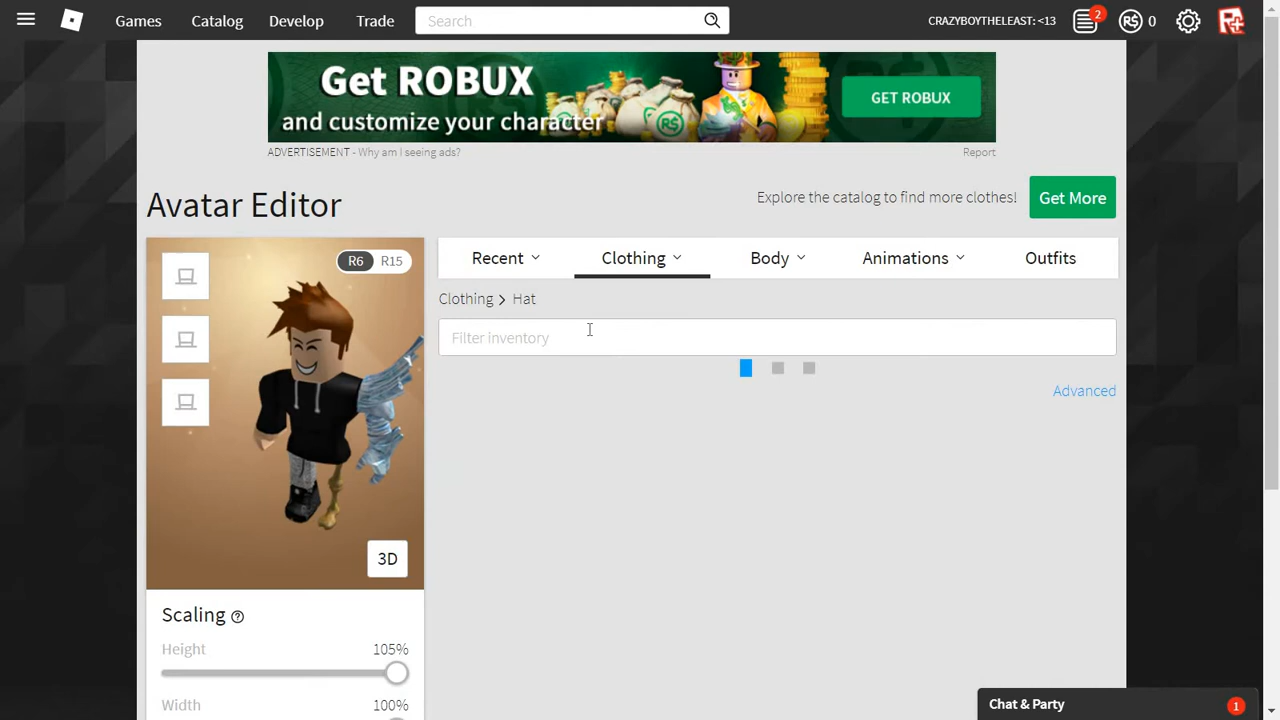 Games Catalog Develop Trade Search CRAZYBOYTHELEAST: <13 2 R$ 0 R+
Get ROBUX
and customize your character
R$
GET ROBUX
ADVERTISEMENT - Why am I seeing ads? Report
Avatar Editor
Explore the catalog to find more clothes! Get More
R6 R15
Recent Clothing Body Animations Outfits
Clothing > Hat
Filter inventory
Advanced
3D
Scaling ?
Height 105%
Width 100%
Chat & Party 1